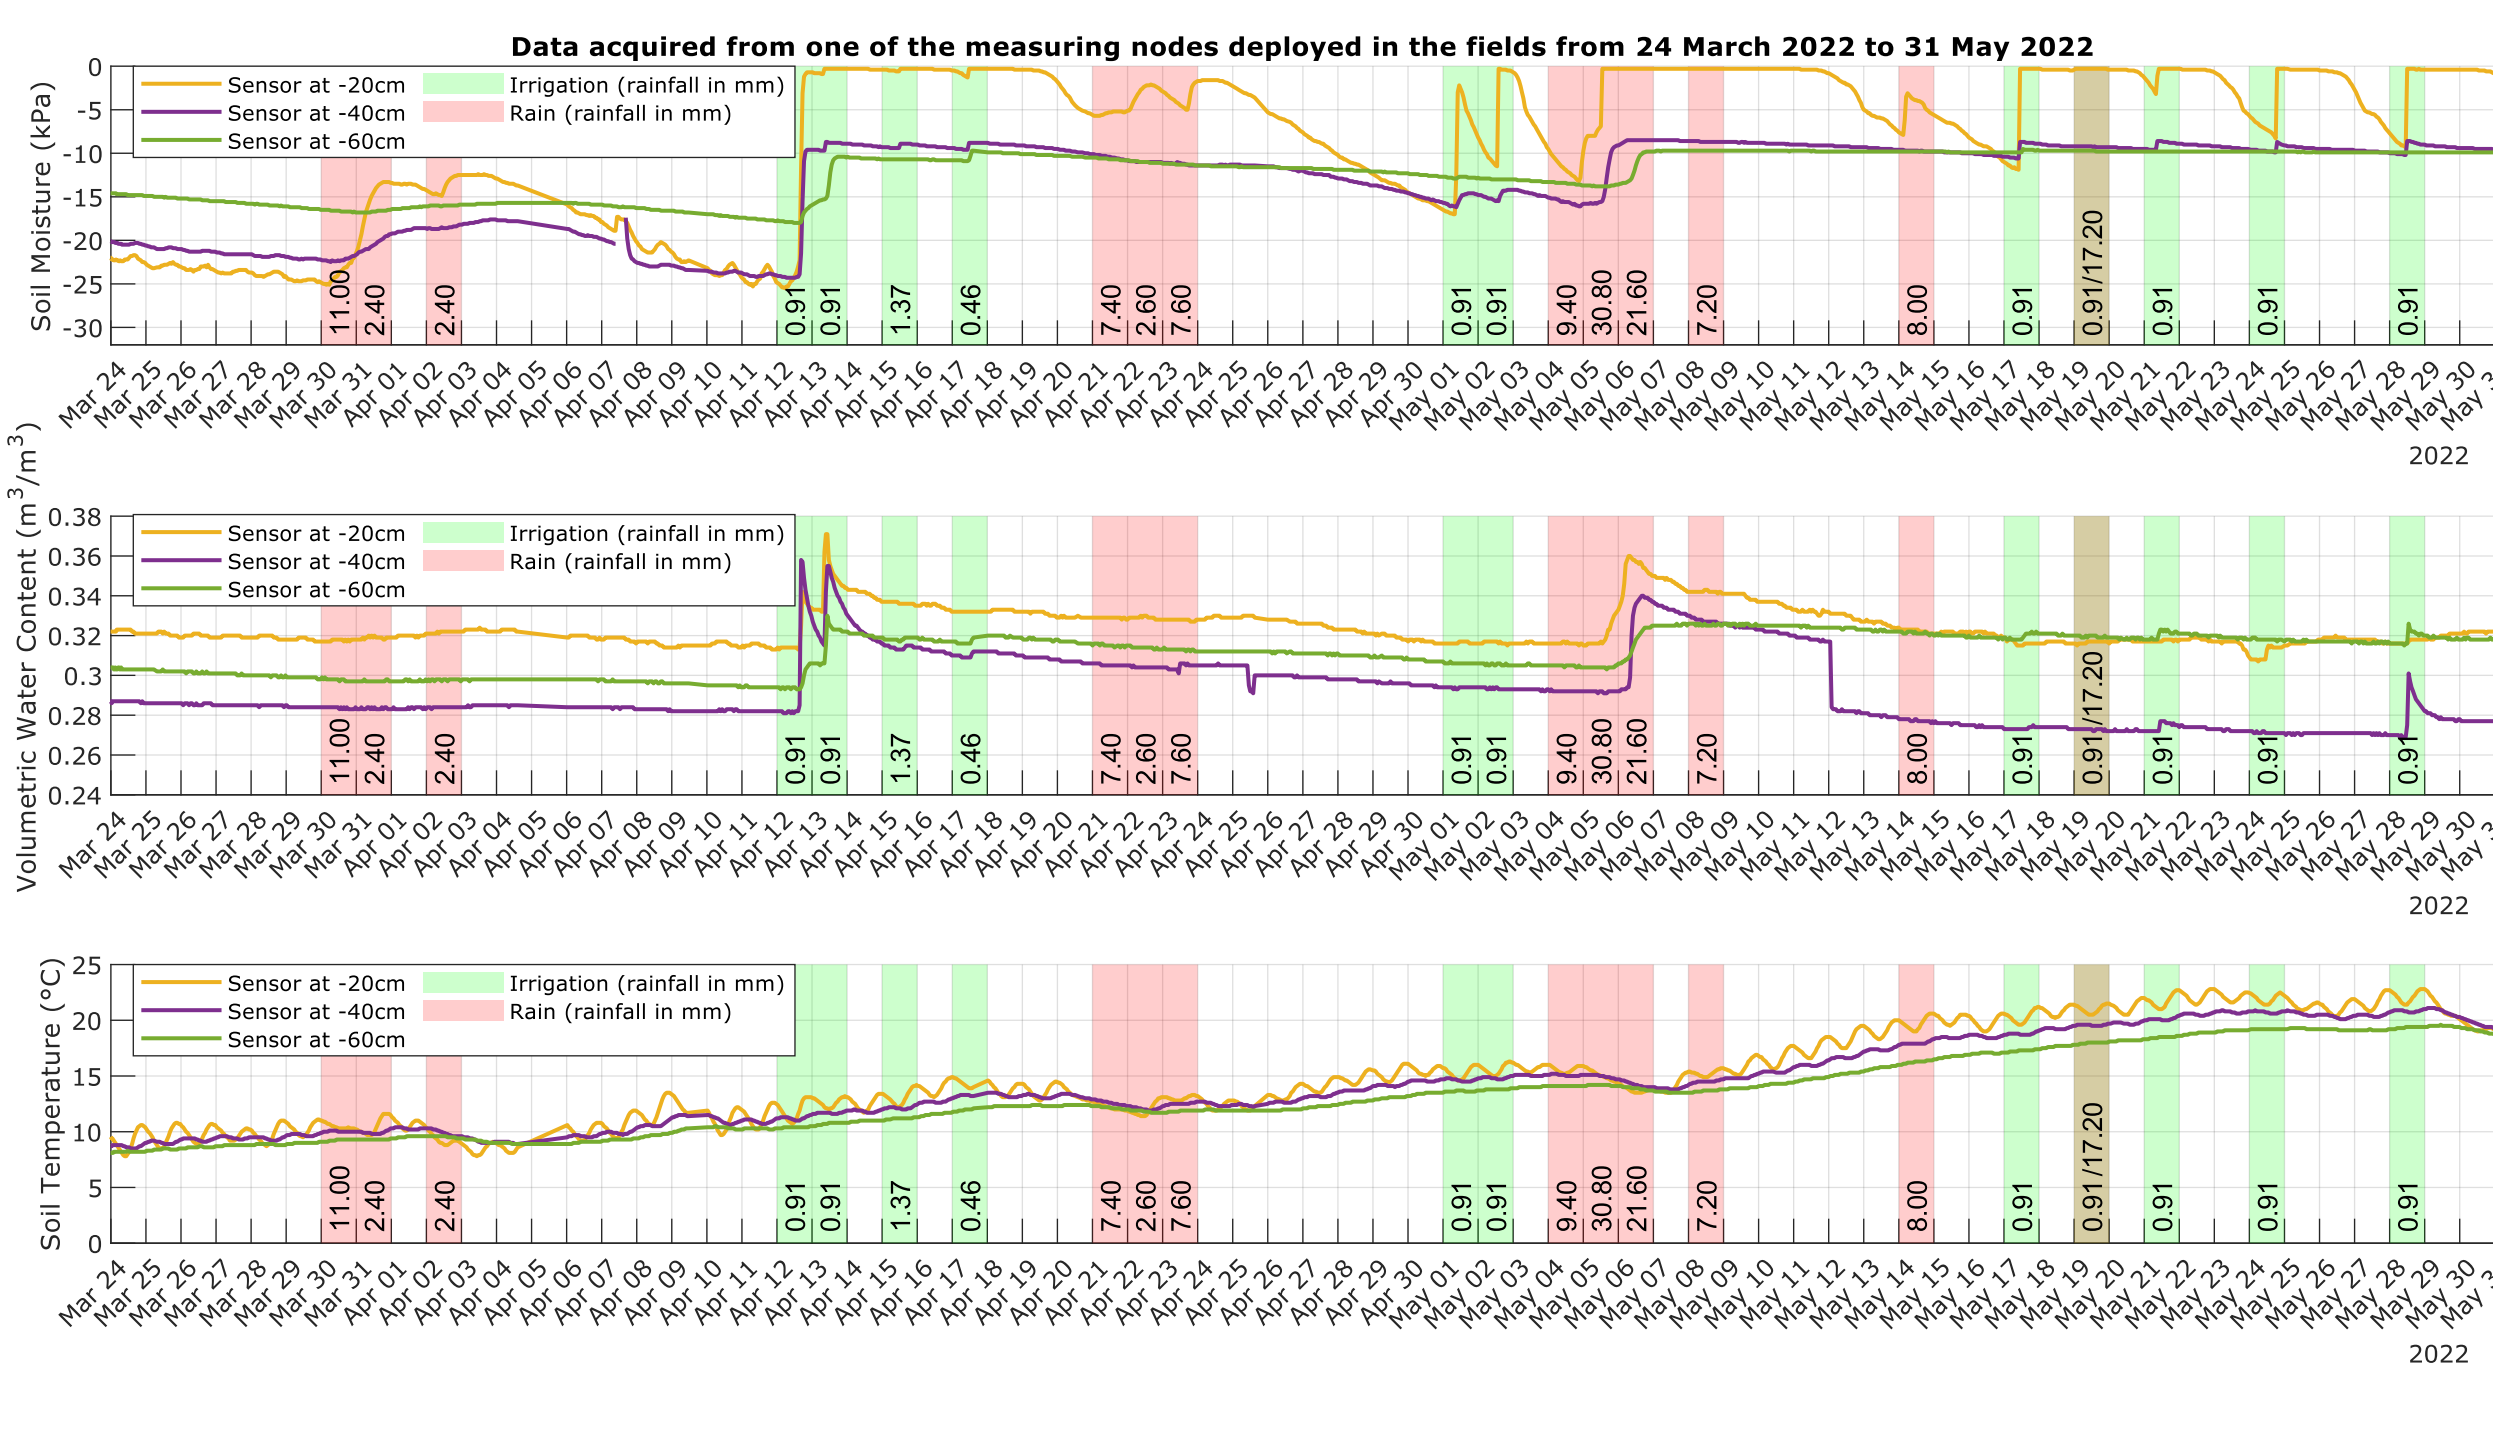 Data acquired from one of the measuring nodes deployed in the fields from 24 March 2022 to 31 May 2022
Soil Moisture (kPa)
0
-5
-10
-15
-20
-25
-30
Sensor at -20cm
Sensor at -40cm
Sensor at -60cm
Irrigation (rainfall in mm)
Rain (rainfall in mm)
11.00 2.40 2.40 0.91 0.91 1.37 0.46 7.40 2.60 7.60 0.91 0.91 9.40 30.80 21.60 7.20 8.00 0.91 0.91/17.20 0.91 0.91 0.91
Mar 24 Mar 25 Mar 26 Mar 27 Mar 28 Mar 29 Mar 30 Mar 31 Apr 01 Apr 02 Apr 03 Apr 04 Apr 05 Apr 06 Apr 07 Apr 08 Apr 09 Apr 10 Apr 11 Apr 12 Apr 13 Apr 14 Apr 15 Apr 16 Apr 17 Apr 18 Apr 19 Apr 20 Apr 21 Apr 22 Apr 23 Apr 24 Apr 25 Apr 26 Apr 27 Apr 28 Apr 29 Apr 30 May 01 May 02 May 03 May 04 May 05 May 06 May 07 May 08 May 09 May 10 May 11 May 12 May 13 May 14 May 15 May 16 May 17 May 18 May 19 May 20 May 21 May 22 May 23 May 24 May 25 May 26 May 27 May 28 May 29 May 30 May
2022
Volumetric Water Content (m³/m³)
0.38
0.36
0.34
0.32
0.3
0.28
0.26
0.24
Sensor at -20cm
Sensor at -40cm
Sensor at -60cm
Irrigation (rainfall in mm)
Rain (rainfall in mm)
11.00 2.40 2.40 0.91 0.91 1.37 0.46 7.40 2.60 7.60 0.91 0.91 9.40 30.80 21.60 7.20 8.00 0.91 0.91/17.20 0.91 0.91 0.91
Mar 24 Mar 25 Mar 26 Mar 27 Mar 28 Mar 29 Mar 30 Mar 31 Apr 01 Apr 02 Apr 03 Apr 04 Apr 05 Apr 06 Apr 07 Apr 08 Apr 09 Apr 10 Apr 11 Apr 12 Apr 13 Apr 14 Apr 15 Apr 16 Apr 17 Apr 18 Apr 19 Apr 20 Apr 21 Apr 22 Apr 23 Apr 24 Apr 25 Apr 26 Apr 27 Apr 28 Apr 29 Apr 30 May 01 May 02 May 03 May 04 May 05 May 06 May 07 May 08 May 09 May 10 May 11 May 12 May 13 May 14 May 15 May 16 May 17 May 18 May 19 May 20 May 21 May 22 May 23 May 24 May 25 May 26 May 27 May 28 May 29 May 30 May
2022
Soil Temperature (°C)
25
20
15
10
5
0
Sensor at -20cm
Sensor at -40cm
Sensor at -60cm
Irrigation (rainfall in mm)
Rain (rainfall in mm)
11.00 2.40 2.40 0.91 0.91 1.37 0.46 7.40 2.60 7.60 0.91 0.91 9.40 30.80 21.60 7.20 8.00 0.91 0.91/17.20 0.91 0.91 0.91
Mar 24 Mar 25 Mar 26 Mar 27 Mar 28 Mar 29 Mar 30 Mar 31 Apr 01 Apr 02 Apr 03 Apr 04 Apr 05 Apr 06 Apr 07 Apr 08 Apr 09 Apr 10 Apr 11 Apr 12 Apr 13 Apr 14 Apr 15 Apr 16 Apr 17 Apr 18 Apr 19 Apr 20 Apr 21 Apr 22 Apr 23 Apr 24 Apr 25 Apr 26 Apr 27 Apr 28 Apr 29 Apr 30 May 01 May 02 May 03 May 04 May 05 May 06 May 07 May 08 May 09 May 10 May 11 May 12 May 13 May 14 May 15 May 16 May 17 May 18 May 19 May 20 May 21 May 22 May 23 May 24 May 25 May 26 May 27 May 28 May 29 May 30 May
2022